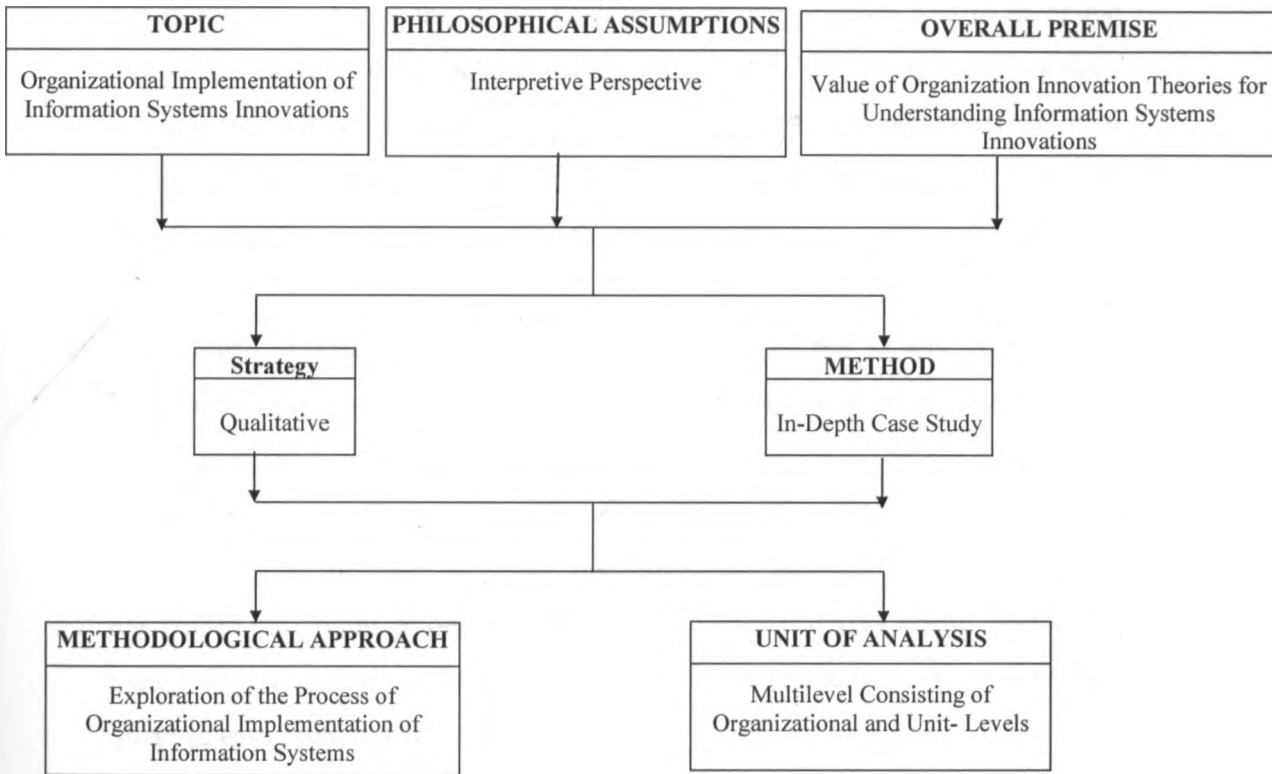 TOPIC
Organizational Implementation of
Information Systems Innovations
PHILOSOPHICAL ASSUMPTIONS
Interpretive Perspective
OVERALL PREMISE
Value of Organization Innovation Theories for
Understanding Information Systems
Innovations
Strategy
Qualitative
METHOD
In-Depth Case Study
METHODOLOGICAL APPROACH
Exploration of the Process of
Organizational Implementation of
Information Systems
UNIT OF ANALYSIS
Multilevel Consisting of
Organizational and Unit- Levels